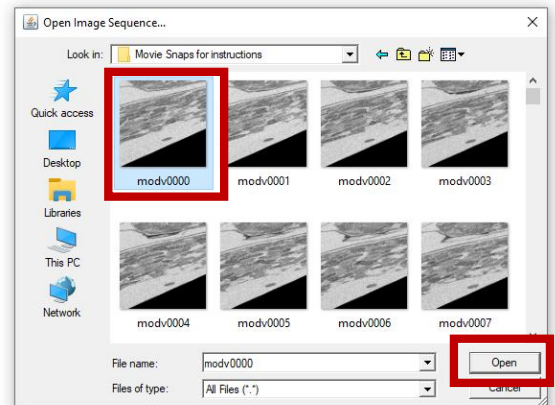 Open Image Sequence...
Look in: Movie Snaps for instructions
Quick access
Desktop
Libraries
This PC
Network
modv0000 modv0001 modv0002 modv0003
modv0004 modv0005 modv0006 modv0007
File name: modv0000 Open
Files of type: All Files (*.*) Cancel